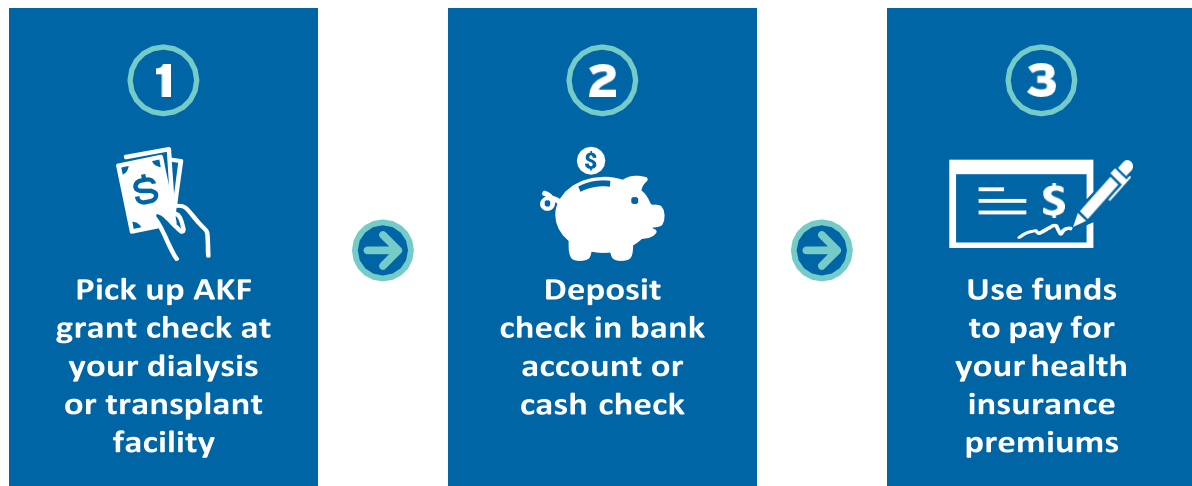 1
Pick up AKF
grant check at
your dialysis
or transplant
facility
2
$
Deposit
check in bank
account or
cash check
3
$
Use funds
to pay for
your health
insurance
premiums